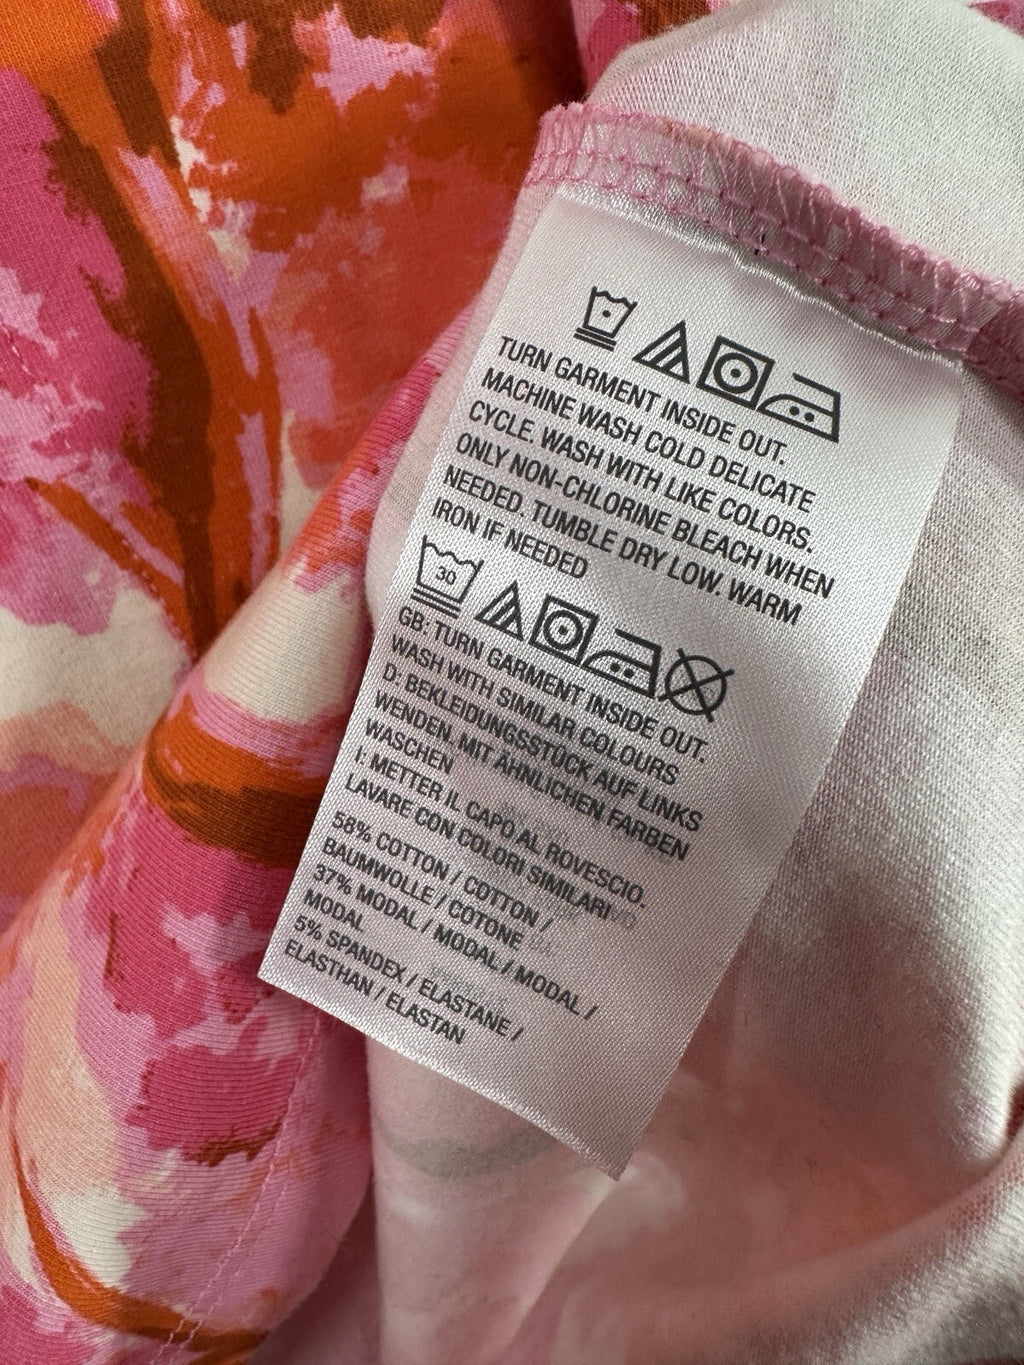 TURN GARMENT INSIDE OUT.
MACHINE WASH COLD DELICATE
CYCLE. WASH WITH LIKE COLORS.
ONLY NON-CHLORINE BLEACH WHEN
NEEDED. TUMBLE DRY LOW. WARM
IRON IF NEEDED
30
GB: TURN GARMENT INSIDE OUT.
WASH WITH SIMILAR COLOURS
D: BEKLEIDUNGSSTÜCK AUF LINKS
WENDEN, MIT ÄHNLICHEN FARBEN
WASCHEN
I: METTER IL CAPO AL ROVESCIO.
LAVARE CON COLORI SIMILARI
58% COTTON / COTTON /
BAUMWOLLE / COTONE
37% MODAL / MODAL / MODAL /
MODAL
5% SPANDEX / ELASTANE /
ELASTHAN / ELASTAN